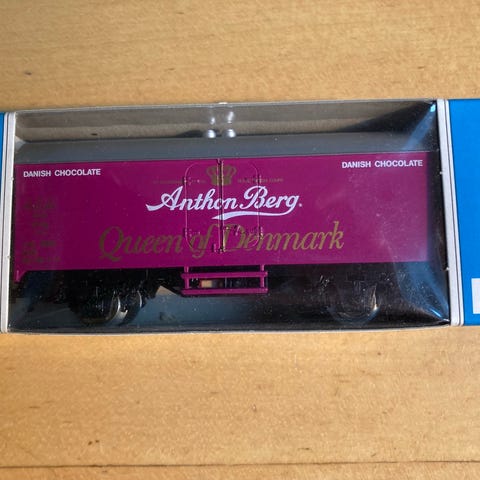 DANISH CHOCOLATE
DANISH CHOCOLATE
Anthon Berg®
Queen of Denmark